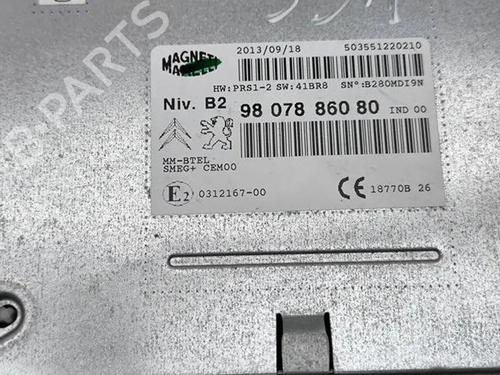 MAGNETI
MARELLI
2013/09/18
503551220210
HW:PRS1-2 SW:41BR8 SN°:B280MDI9N
Niv. B2
98 078 860 80 IND 00
MM-BTEL
SMEG+ CEM00
E2 0312167-00
CE 18770B 26
B-PARTS